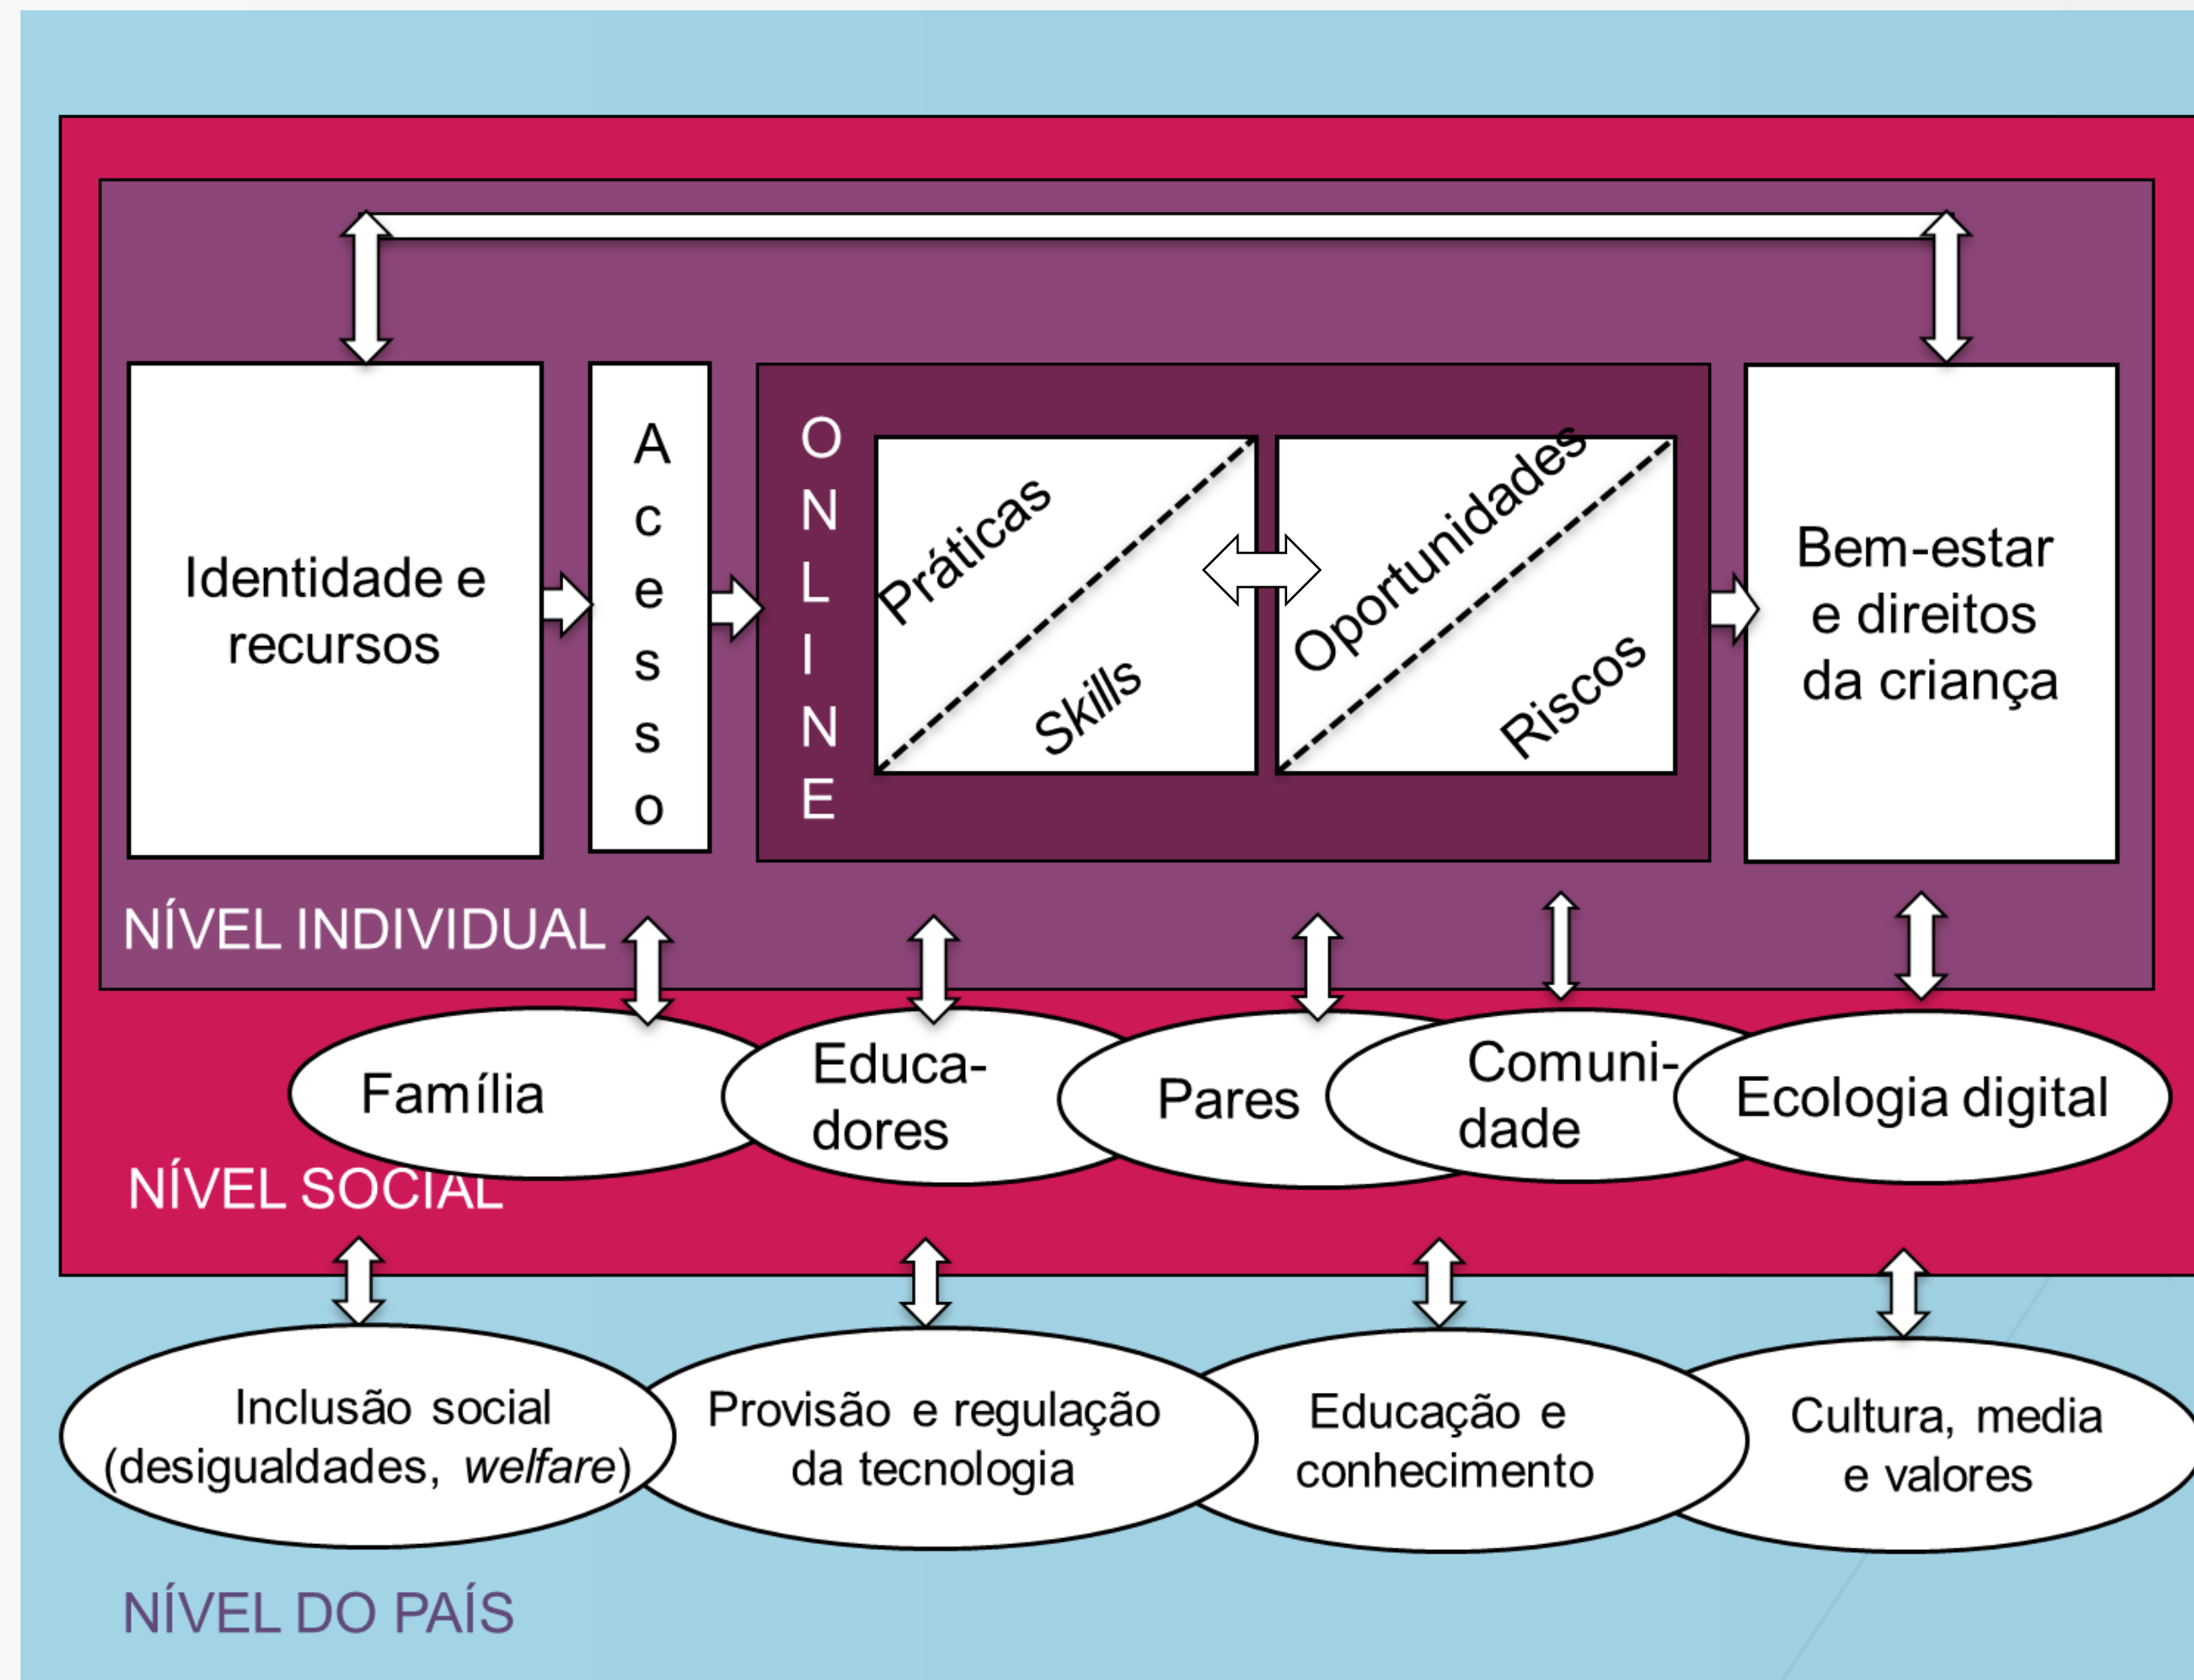 Identidade e
recursos
Acesso
ONLINE
Práticas
Skills
Oportunidades
Riscos
Bem-estar
e direitos
da criança
NÍVEL INDIVIDUAL
Família
Educa-
dores
Pares
Comuni-
dade
Ecologia digital
NÍVEL SOCIAL
Inclusão social
(desigualdades, welfare)
Provisão e regulação
da tecnologia
Educação e
conhecimento
Cultura, media
e valores
NÍVEL DO PAÍS